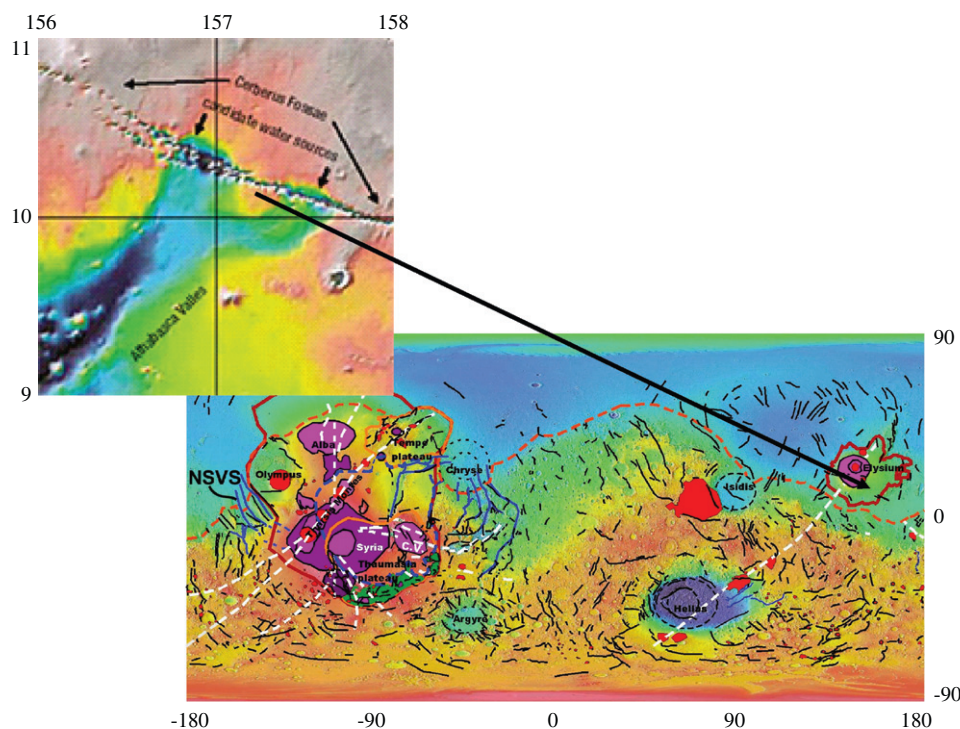 156 157 158
11
Cerberus Fossae
candidate water sources
10
Athabasca Valles
9
90
Alba
Tempe
plateau
Chryse
Olympus
Elysium
NSVS
Isidis
0
Syria
C.V.
Thaumasia
plateau
Hellas
Argyre
-90
-180 -90 0 90 180